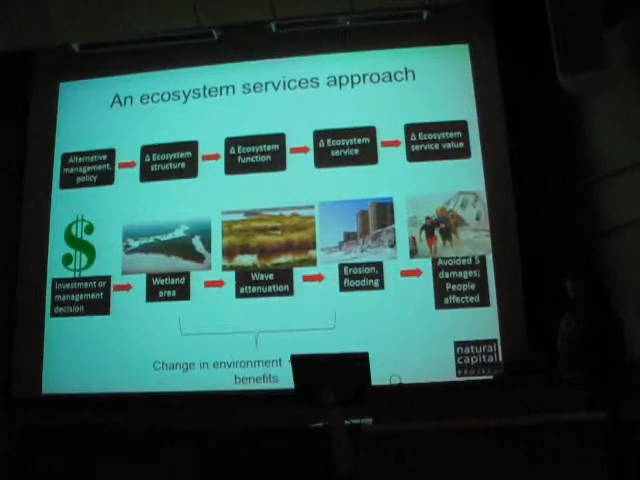 An ecosystem services approach
Alternative
management,
policy
Δ Ecosystem
structure
Δ Ecosystem
function
Δ Ecosystem
service
Δ Ecosystem
service value
$
Investment or
management
decision
Wetland
area
Wave
attenuation
Erosion,
flooding
Avoided $
damages;
People
affected
Change in environment
benefits
natural
capital
PROJECT